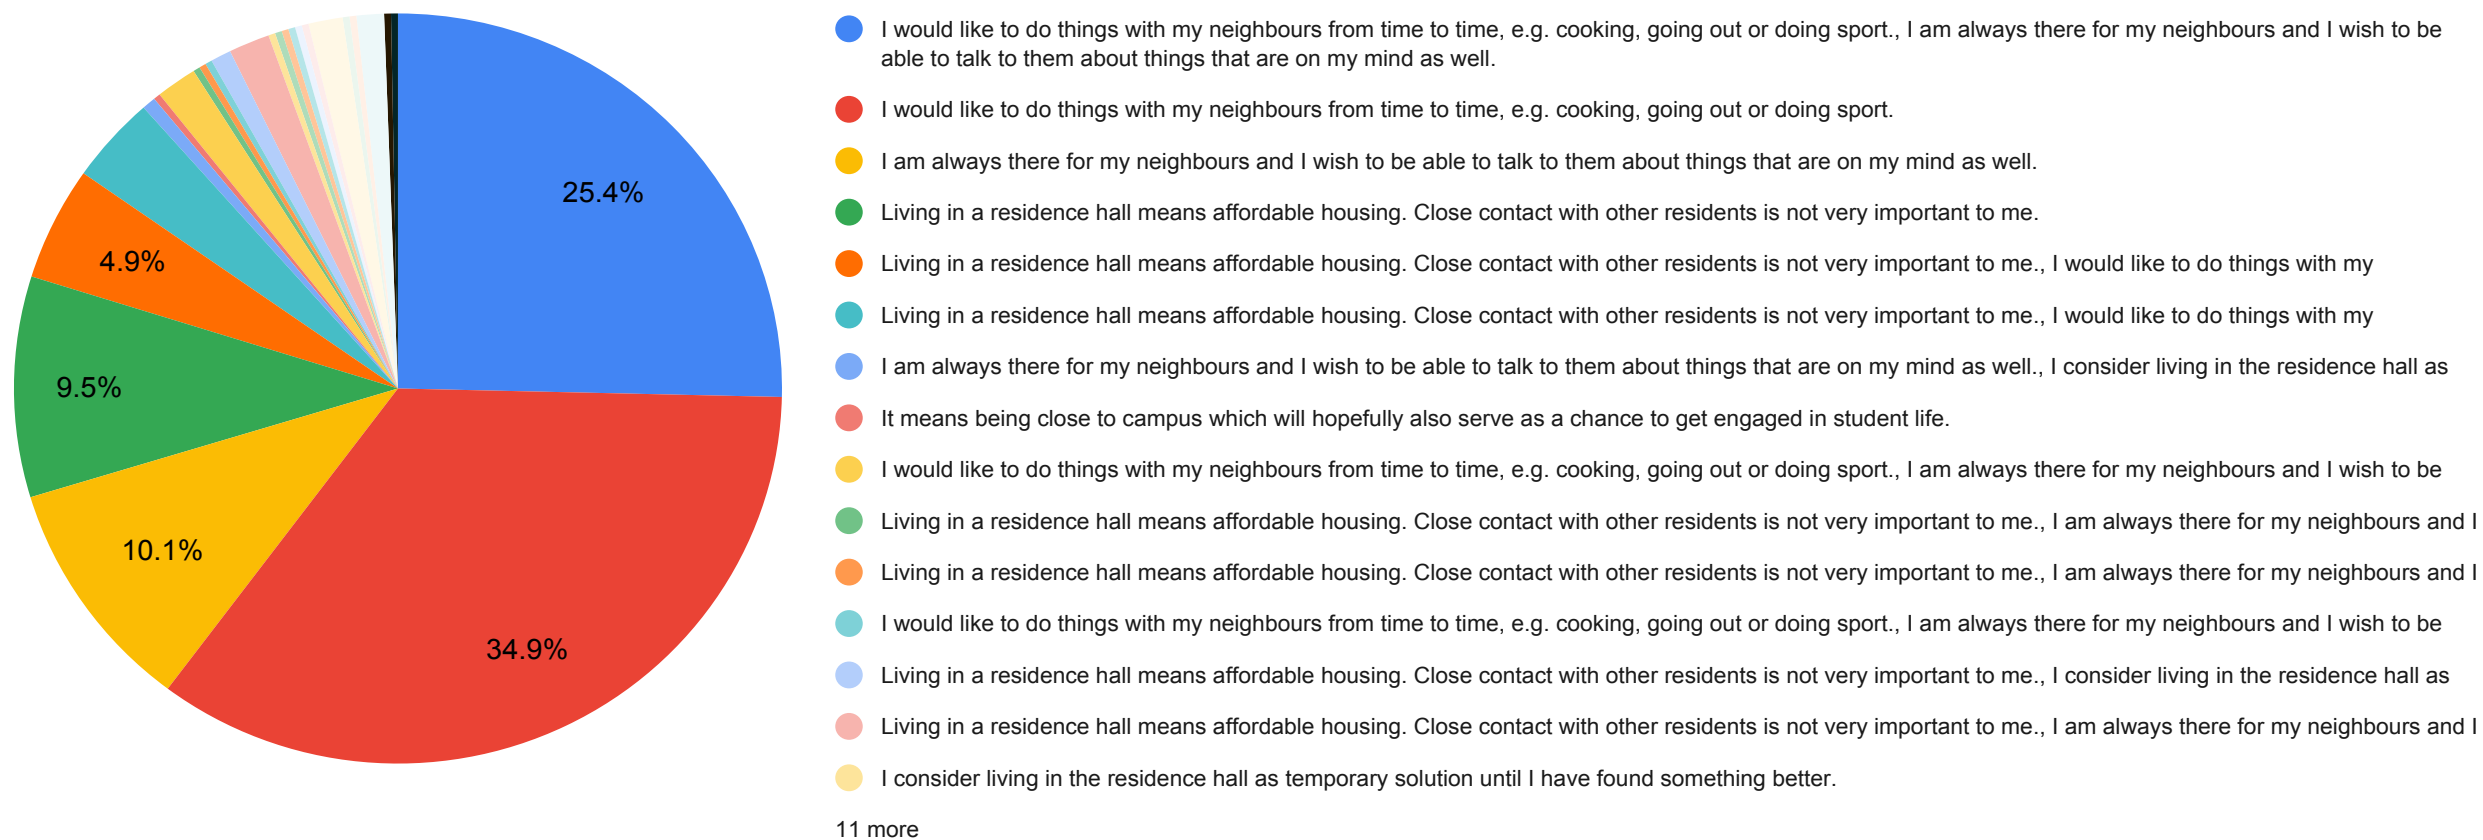 25.4%
4.9%
9.5%
10.1%
34.9%
I would like to do things with my neighbours from time to time, e.g. cooking, going out or doing sport., I am always there for my neighbours and I wish to be
able to talk to them about things that are on my mind as well.
I would like to do things with my neighbours from time to time, e.g. cooking, going out or doing sport.
I am always there for my neighbours and I wish to be able to talk to them about things that are on my mind as well.
Living in a residence hall means affordable housing. Close contact with other residents is not very important to me.
Living in a residence hall means affordable housing. Close contact with other residents is not very important to me., I would like to do things with my
Living in a residence hall means affordable housing. Close contact with other residents is not very important to me., I would like to do things with my
I am always there for my neighbours and I wish to be able to talk to them about things that are on my mind as well., I consider living in the residence hall as
It means being close to campus which will hopefully also serve as a chance to get engaged in student life.
I would like to do things with my neighbours from time to time, e.g. cooking, going out or doing sport., I am always there for my neighbours and I wish to be
Living in a residence hall means affordable housing. Close contact with other residents is not very important to me., I am always there for my neighbours and I
Living in a residence hall means affordable housing. Close contact with other residents is not very important to me., I am always there for my neighbours and I
I would like to do things with my neighbours from time to time, e.g. cooking, going out or doing sport., I am always there for my neighbours and I wish to be
Living in a residence hall means affordable housing. Close contact with other residents is not very important to me., I consider living in the residence hall as
Living in a residence hall means affordable housing. Close contact with other residents is not very important to me., I am always there for my neighbours and I
I consider living in the residence hall as temporary solution until I have found something better.
11 more